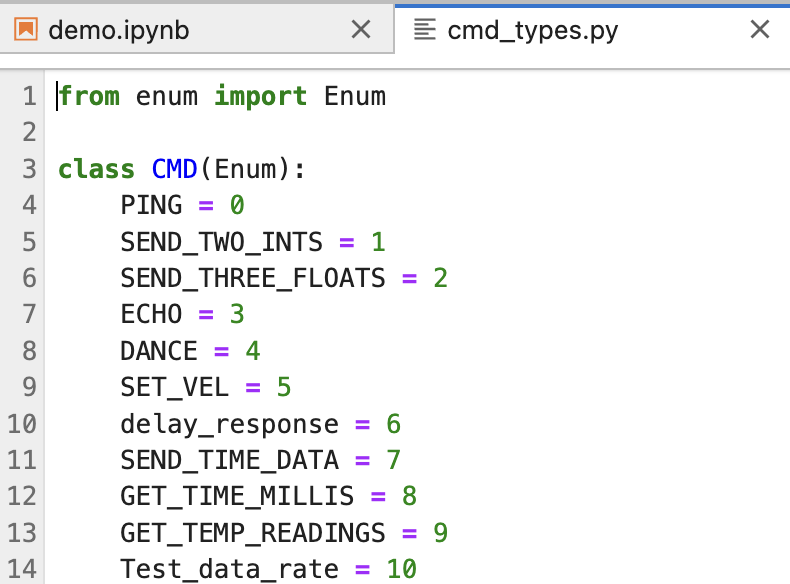 demo.ipynb
cmd_types.py
1 from enum import Enum
2
3 class CMD(Enum):
4     PING = 0
5     SEND_TWO_INTS = 1
6     SEND_THREE_FLOATS = 2
7     ECHO = 3
8     DANCE = 4
9     SET_VEL = 5
10     delay_response = 6
11     SEND_TIME_DATA = 7
12     GET_TIME_MILLIS = 8
13     GET_TEMP_READINGS = 9
14     Test_data_rate = 10